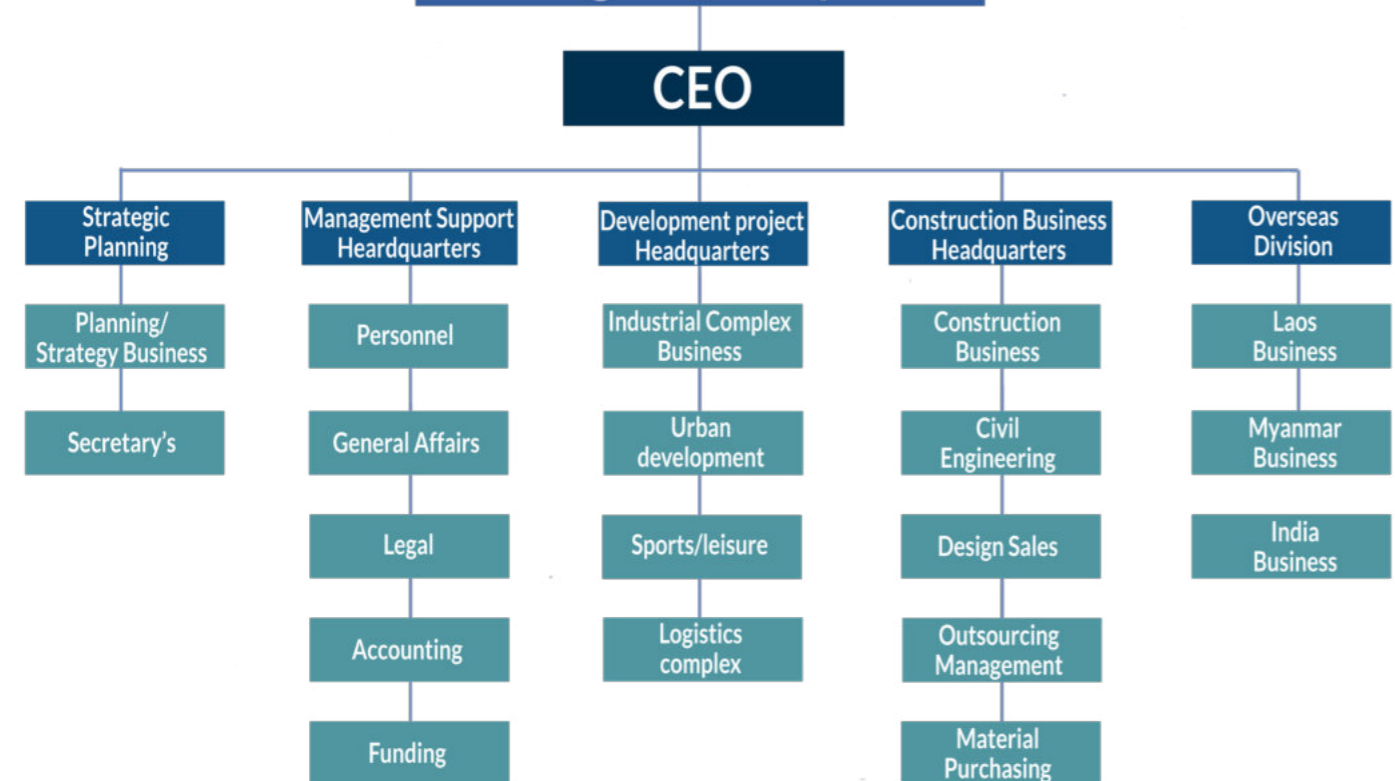 CEO
Strategic
Planning
Management Support
Heardquarters
Development project
Headquarters
Construction Business
Headquarters
Overseas
Division
Planning/
Strategy Business
Personnel
Industrial Complex
Business
Construction
Business
Laos
Business
Secretary's
General Affairs
Urban
development
Civil
Engineering
Myanmar
Business
Legal
Sports/leisure
Design Sales
India
Business
Accounting
Logistics
complex
Outsourcing
Management
Funding
Material
Purchasing